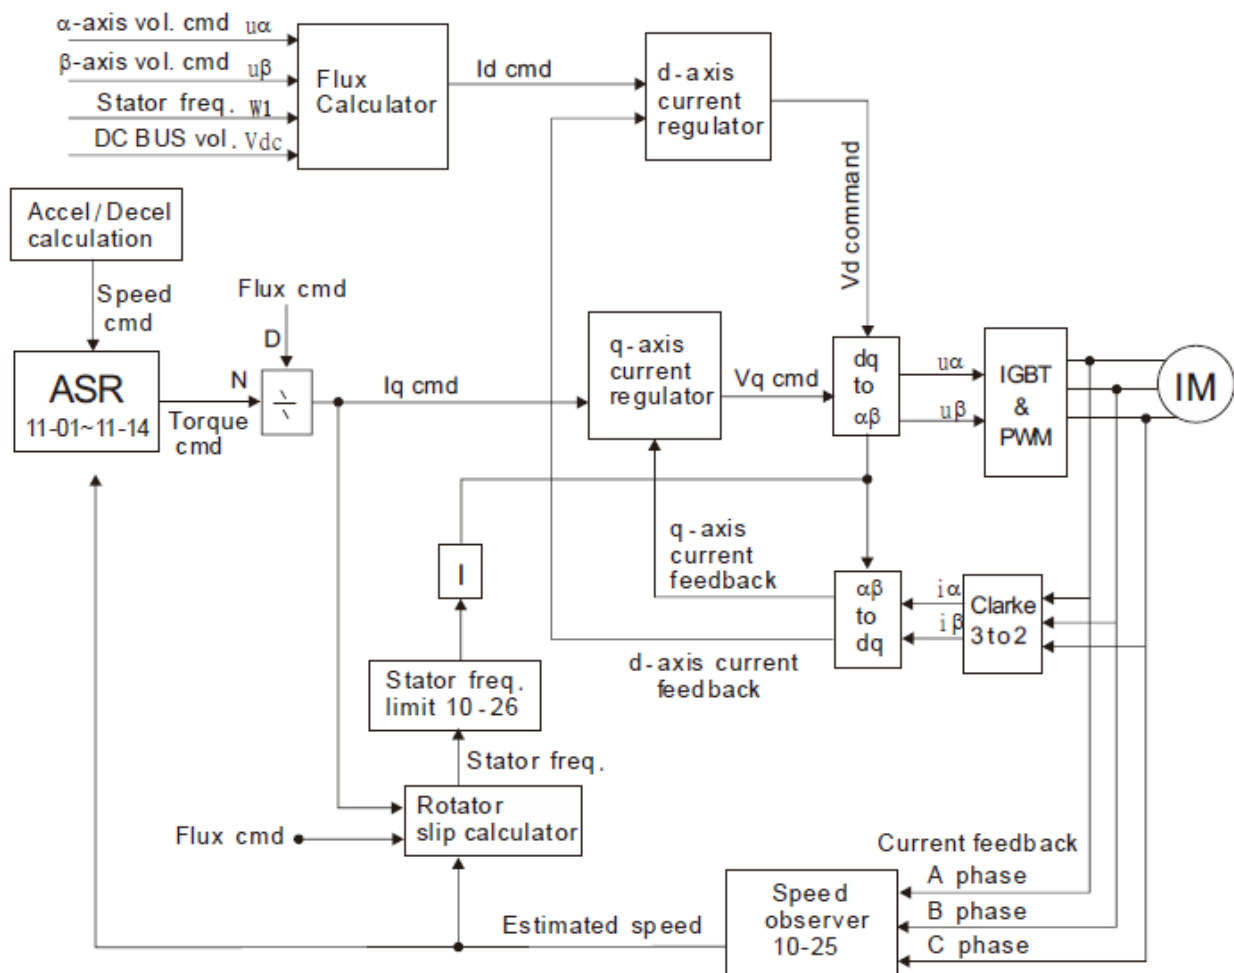 α-axis vol. cmd uα
β-axis vol. cmd uβ
Stator freq. W1
DC BUS vol. Vdc
Flux
Calculator
Id cmd
d-axis
current
regulator
Vd command
Accel/Decel
calculation
Speed
cmd
Flux cmd
D
N
ASR
11-01~11-14
Torque
cmd
÷
Iq cmd
q-axis
current
regulator
Vq cmd
dq
to
αβ
uα
uβ
IGBT
&
PWM
IM
q-axis
current
feedback
I
αβ
to
dq
iα
iβ
Clarke
3 to 2
d-axis current
feedback
Stator freq.
limit 10-26
Stator freq.
Rotator
slip calculator
Flux cmd
Current feedback
A phase
B phase
C phase
Speed
observer
10-25
Estimated speed